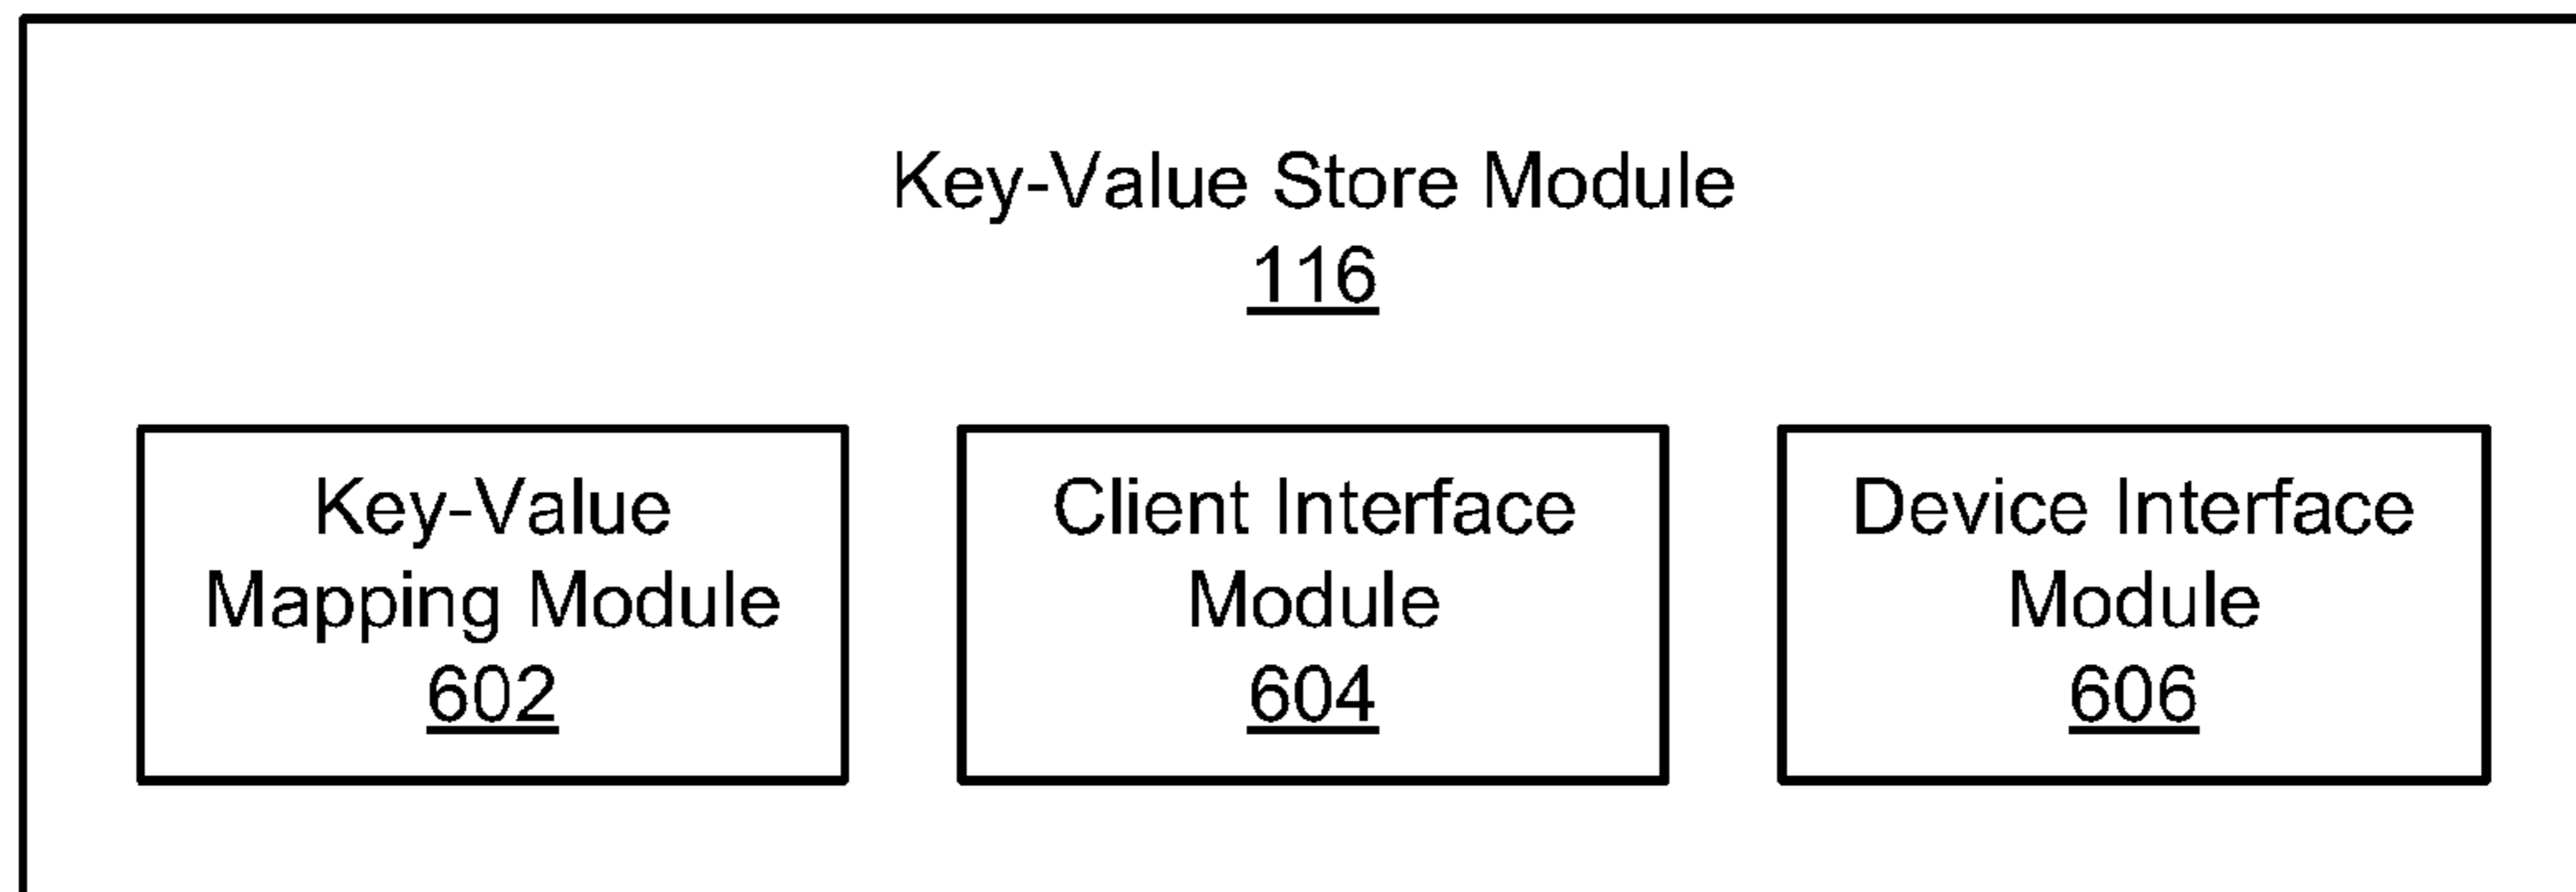 Key-Value Store Module
116
Key-Value
Mapping Module
602
Client Interface
Module
604
Device Interface
Module
606